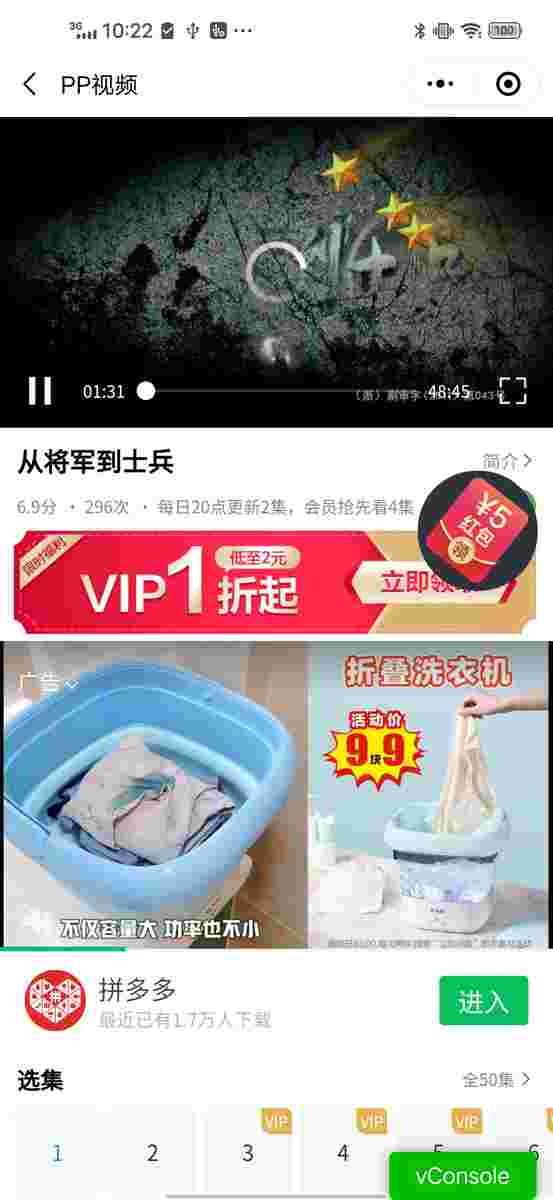 3G 10:22 100
PP视频
01:31
48:45
从将军到士兵
简介
6.9分 · 296次 · 每日20点更新2集，会员抢先看4集
¥5
红包
领
限时福利
VIP1折起
低至2元
立即领
广告
折叠洗衣机
活动价
9块9
不仅容量大 功率也不小
拼多多
最近已有1.7万人下载
进入
选集
全50集
VIP VIP VIP
1 2 3 4 5 6
vConsole